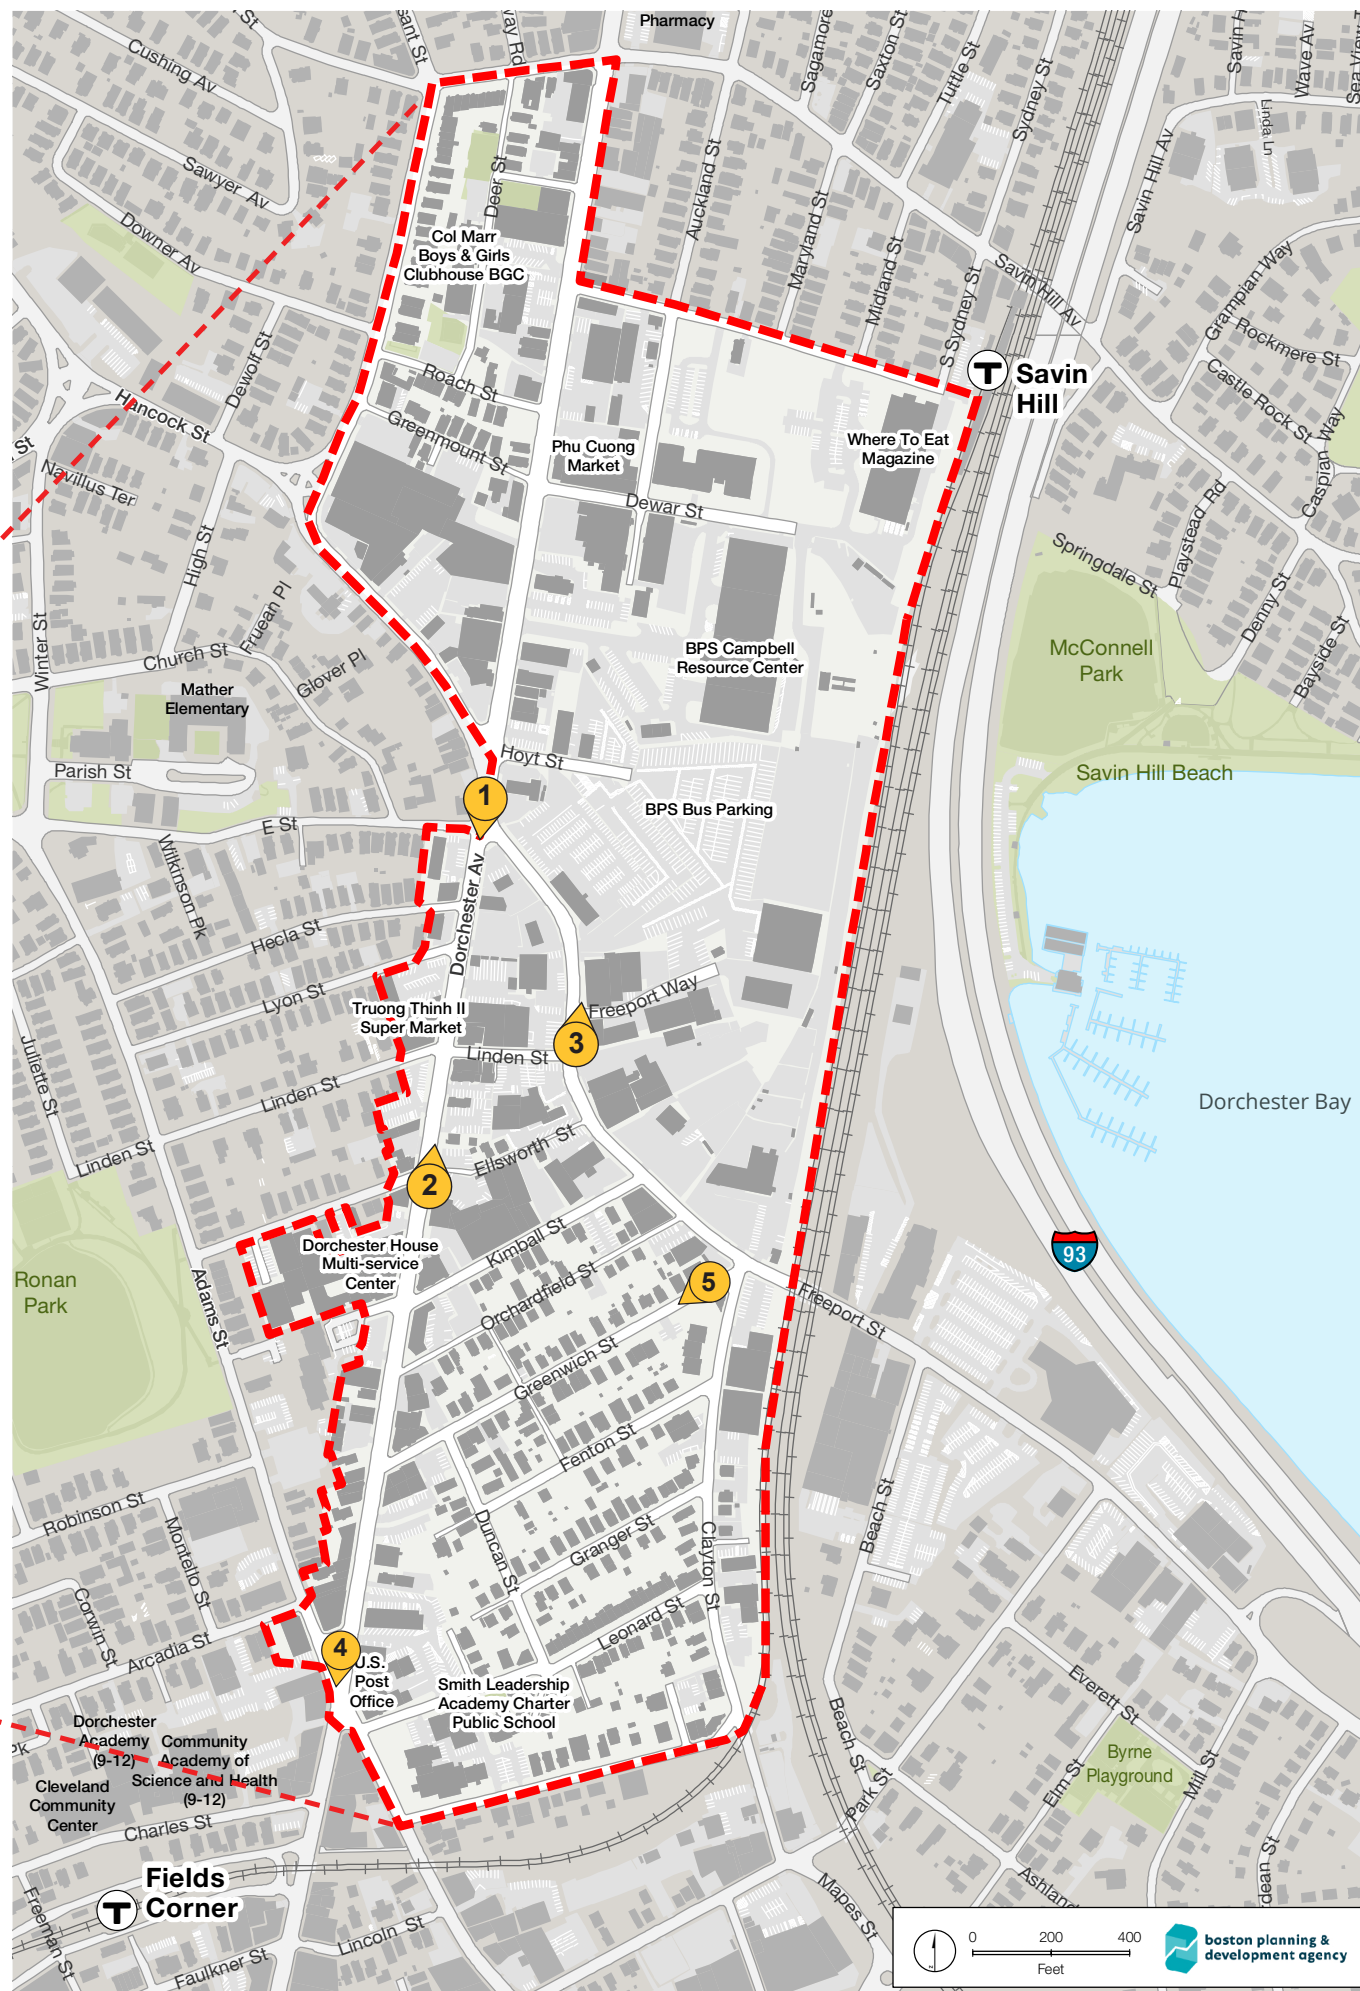 Pharmacy
Cushing Av
Sawyer Av
Downer Av
Deer St
Auckland St
Sagamore
Saxton St
Tuttle St
Sydney St
Savin Hill Av
Linda Ln
Wave Av
Maryland St
Midland St
S Sydney St
Savin Hill Av
Grampian Way
Rockmere St
Castle Rock St
Caspian Way
Col Marr
Boys & Girls
Clubhouse BGC
Dewolf St
Hancock St
Navillus Ter
High St
Roach St
Greenmount St
Phu Cuong
Market
Where To Eat
Magazine
T
Savin
Hill
Dewar St
Springdale St
Playstead Rd
Denny St
Bayside St
McConnell
Park
Savin Hill Beach
Winter St
Church St
Fruean Pl
Glover Pl
Mather
Elementary
Parish St
BPS Campbell
Resource Center
Hoyt St
BPS Bus Parking
1
E St
Wilkinson Pk
Dorchester Av
Hecla St
Lyon St
Truong Thinh II
Super Market
Freeport Way
3
Linden St
Linden St
Linden St
Juliette St
Dorchester Bay
Ellsworth St
2
Dorchester House
Multi-service
Center
Kimball St
Orchardfield St
5
93
Freeport St
Ronan
Park
Adams St
Greenwich St
Fenton St
Robinson St
Montello St
Duncan St
Granger St
Clayton St
Beach St
Corwin St
Arcadia St
Leonard St
4
U.S.
Post
Office
Smith Leadership
Academy Charter
Public School
Dorchester
Academy
(9-12)
Community
Academy of
Science and Health
(9-12)
Cleveland
Community
Center
Charles St
Beach St
Park St
Everett St
Elm St
Byrne
Playground
Mill St
T
Fields
Corner
Freeman St
Faulkner St
Lincoln St
Mapes St
Ashland
0 200 400
Feet
boston planning &
development agency